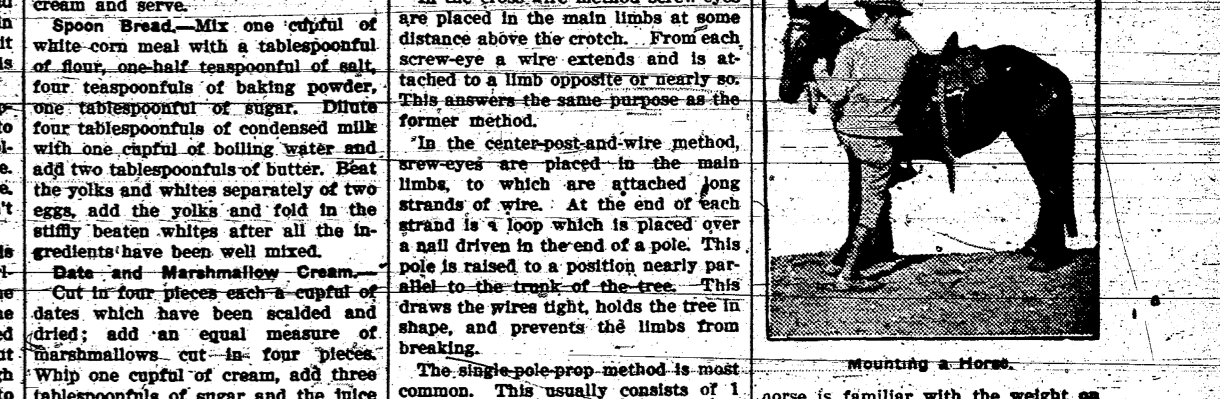 cream and serve.
Spoon Bread.—Mix one cupful of
white corn meal with a tablespoonful
of flour, one-half teaspoonful of salt,
four teaspoonfuls of baking powder,
one tablespoonful of sugar. Dilute
four tablespoonfuls of condensed milk
with one cupful of boiling water and
add two tablespoonfuls of butter. Beat
the yolks and whites separately of two
eggs, add the yolks and fold in the
stiffly beaten whites after all the in-
gredients have been well mixed.
Date and Marshmallow Cream.—
Cut in four pieces each a cupful of
dates which have been scalded and
dried; add an equal measure of
marshmallows cut in four pieces.
Whip one cupful of cream, add three
tablespoonfuls of sugar and the juice
In the cross-wire method screw-eyes
are placed in the main limbs at some
distance above the crotch. From each
screw-eye a wire extends and is at-
tached to a limb opposite or nearly so.
This answers the same purpose as the
former method.
In the center-post-and-wire method,
srew-eyes are placed in the main
limbs, to which are attached long
strands of wire. At the end of each
strand is a loop which is placed over
a nail driven in the end of a pole. This
pole is raised to a position nearly par-
allel to the trunk of the tree. This
draws the wires tight, holds the tree in
shape, and prevents the limbs from
breaking.
The single-pole-prop method is most
common. This usually consists of 1
Mounting a Horse.
horse is familiar with the weight on